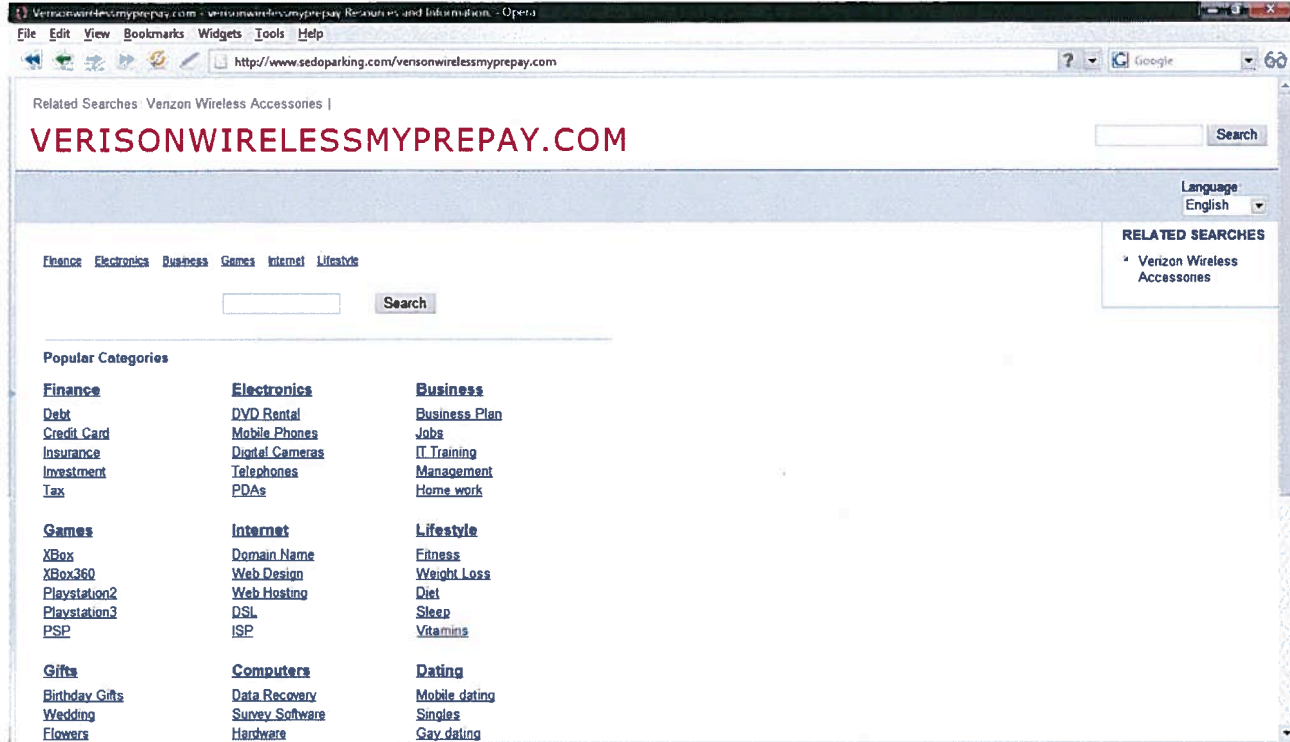 Verisonwirelessmyprepay.com - verisonwirelessmyprepay Resources and Information. - Opera
File Edit View Bookmarks Widgets Tools Help
http://www.sedoparking.com/verisonwirelessmyprepay.com ? Google
Related Searches: Verizon Wireless Accessories |
VERISONWIRELESSMYPREPAY.COM
Search
Language:
English
RELATED SEARCHES
Verizon Wireless
Accessories
Finance Electronics Business Games Internet Lifestyle
Search
Popular Categories
Finance Electronics Business
Debt DVD Rental Business Plan
Credit Card Mobile Phones Jobs
Insurance Digital Cameras IT Training
Investment Telephones Management
Tax PDAs Home work
Games Internet Lifestyle
XBox Domain Name Fitness
XBox360 Web Design Weight Loss
Playstation2 Web Hosting Diet
Playstation3 DSL Sleep
PSP ISP Vitamins
Gifts Computers Dating
Birthday Gifts Data Recovery Mobile dating
Wedding Survey Software Singles
Flowers Hardware Gay dating